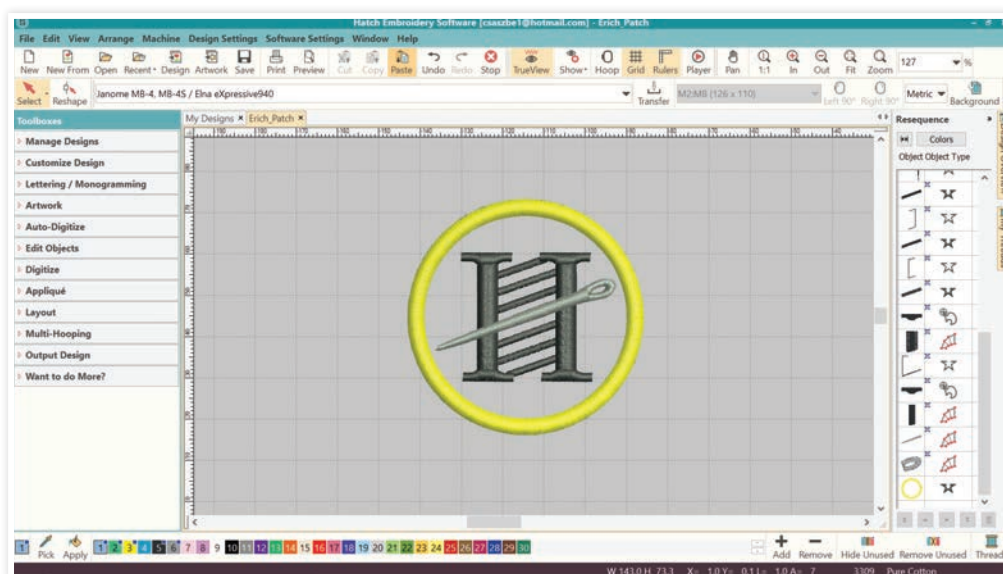 Hatch Embroidery Software [csaszbe1@hotmail.com] - Erich_Patch
File Edit View Arrange Machine Design Settings Software Settings Window Help
New New From Open Recent Design Artwork Save Print Preview Cut Copy Paste Undo Redo Stop TrueView Show Hoop Grid Rulers Player Pan 1:1 In Out Fit Zoom 127 %
Select Reshape Janome MB-4, MB-4S / Elna eXpressive940 Transfer M2:MB (126 x 110) Left 90° Right 90° Metric Background
Toolboxes
My Designs Erich_Patch
Resequence
Manage Designs
Colors
Customize Design
Object Object Type
Lettering / Monogramming
Artwork
Auto-Digitize
Edit Objects
Digitize
Appliqué
Layout
Multi-Hooping
Output Design
Want to do More?
Pick Apply 1 2 3 4 5 6 7 8 9 10 11 12 13 14 15 16 17 18 19 20 21 22 23 24 25 26 27 28 29 30 Add Remove Hide Unused Remove Unused Thread
W 143.0 H 73.3 X= 1.0 Y= 0.1 L= 1.0 A= 7 3309 Pure Cotton